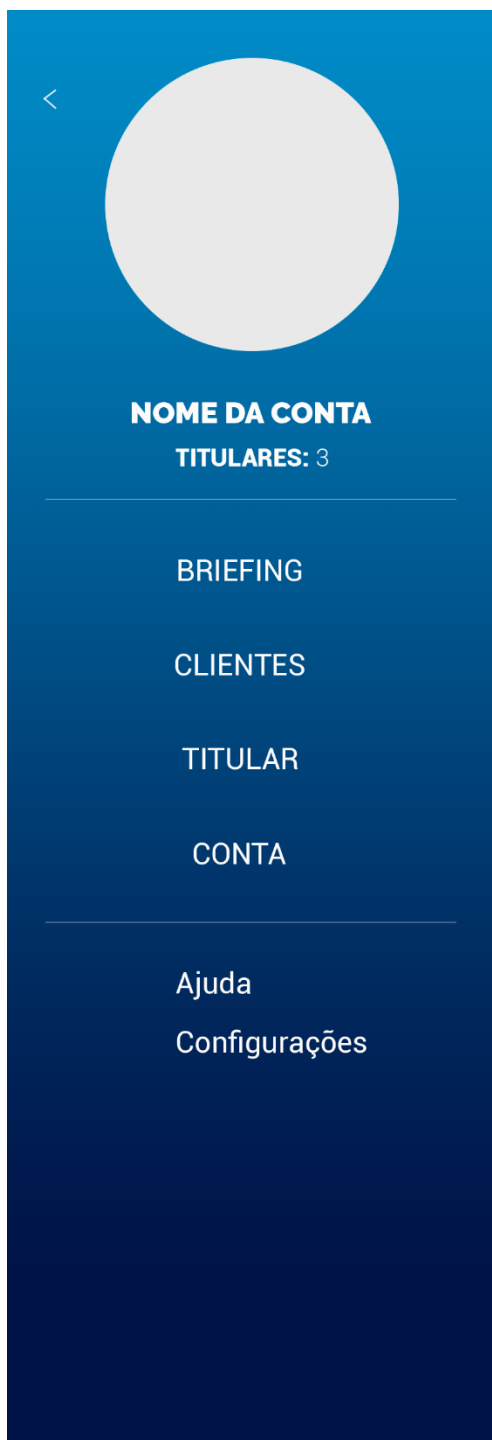 NOME DA CONTA
TITULARES: 3
BRIEFING
CLIENTES
TITULAR
CONTA
Ajuda
Configurações